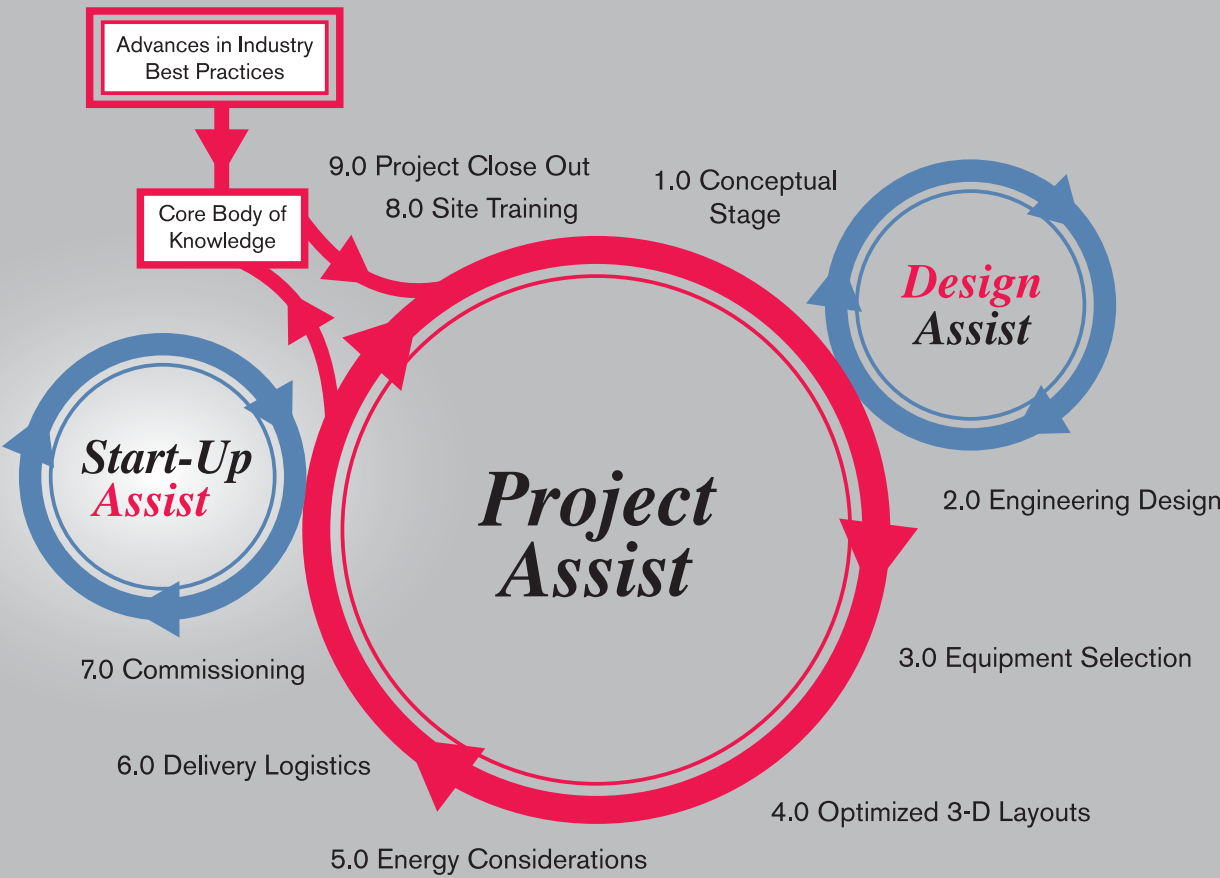 Advances in Industry
Best Practices
Core Body of
Knowledge
9.0 Project Close Out
8.0 Site Training
1.0 Conceptual
Stage
Design
Assist
2.0 Engineering Design
3.0 Equipment Selection
4.0 Optimized 3-D Layouts
5.0 Energy Considerations
6.0 Delivery Logistics
7.0 Commissioning
Start-Up
Assist
Project
Assist